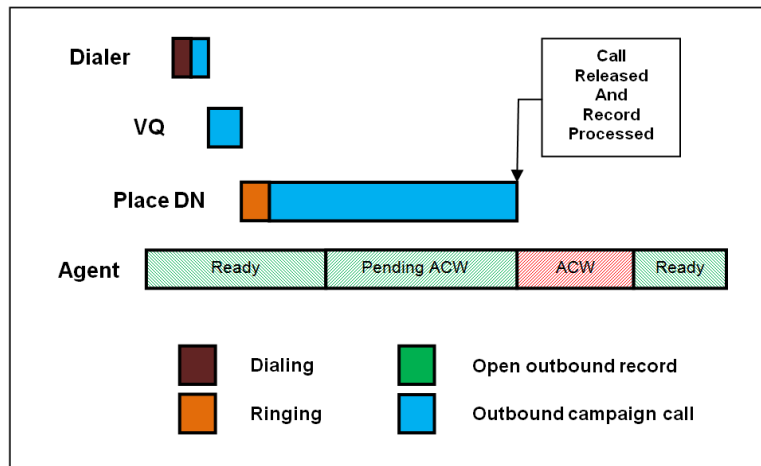 Dialer
Call
Released
And
Record
Processed
VQ
Place DN
Agent
Ready
Pending ACW
ACW
Ready
Dialing
Open outbound record
Ringing
Outbound campaign call